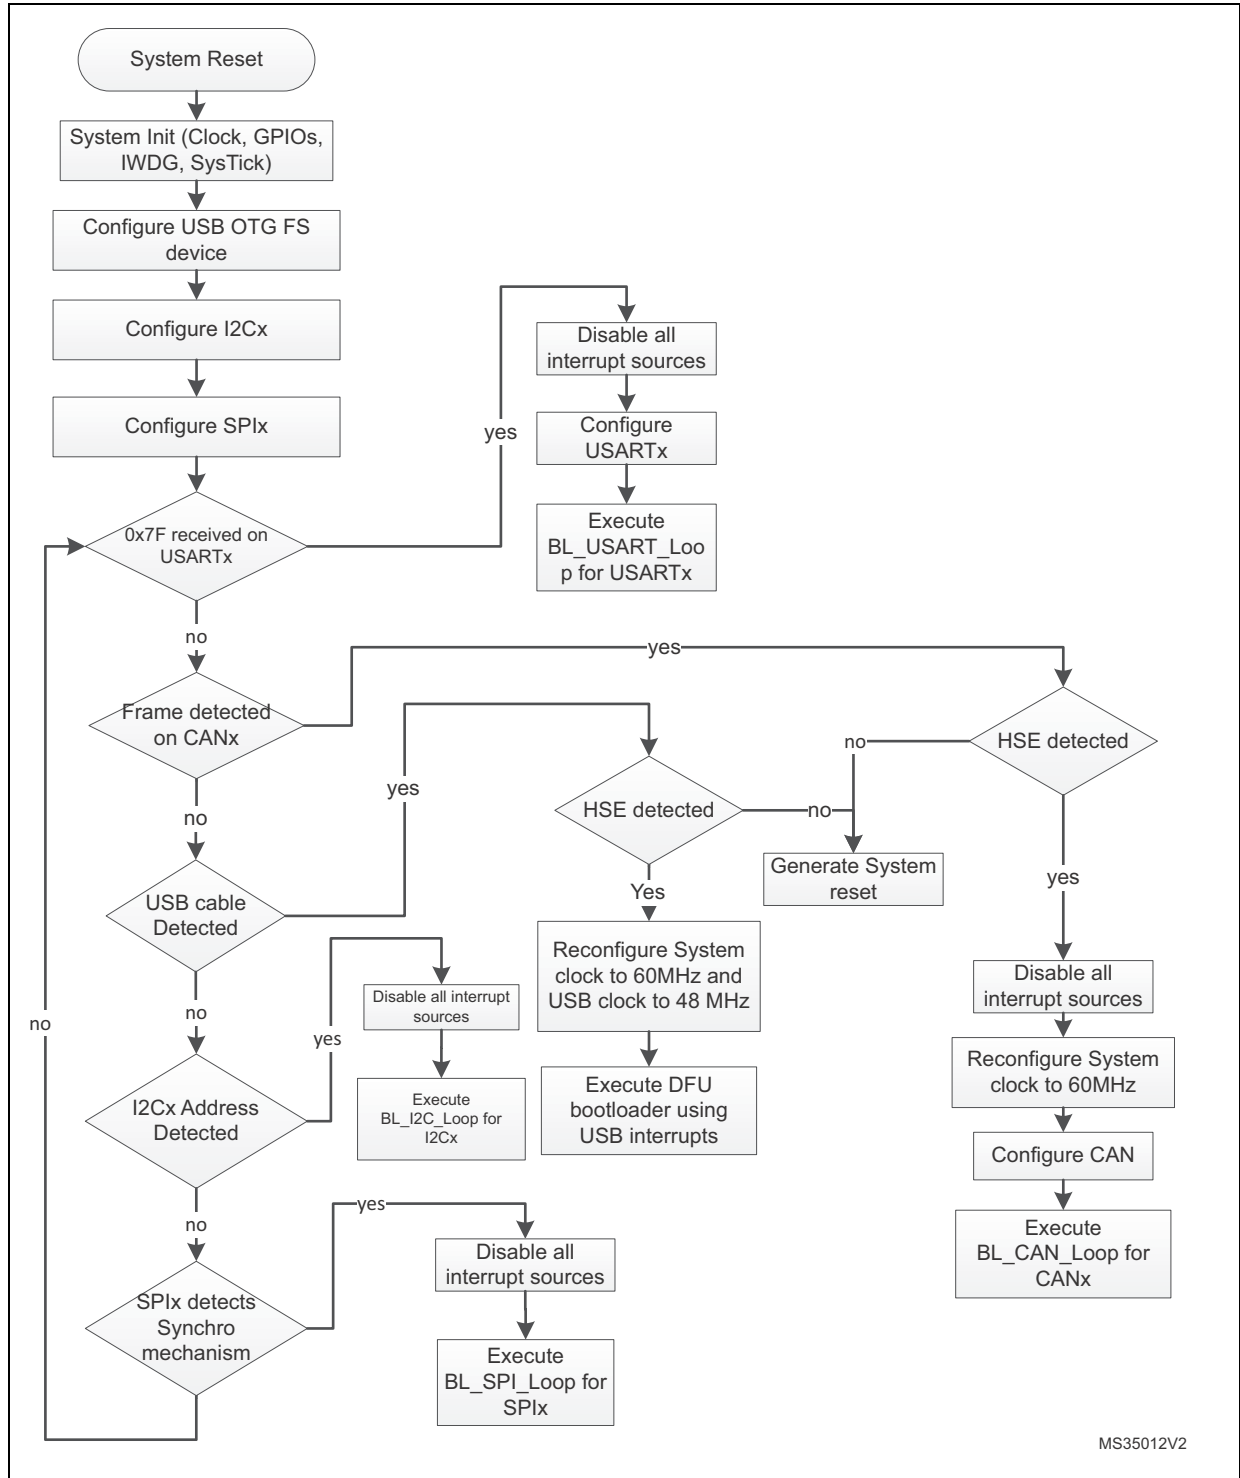 System Reset
System Init (Clock, GPIOs,
IWDG, SysTick)
Configure USB OTG FS
device
Configure I2Cx
Configure SPIx
0x7F received on
USARTx
yes
Disable all
interrupt sources
Configure
USARTx
Execute
BL_USART_Loo
p for USARTx
no
Frame detected
on CANx
yes
HSE detected
no
yes
Disable all
interrupt sources
Reconfigure System
clock to 60MHz
Configure CAN
Execute
BL_CAN_Loop for
CANx
no
USB cable
Detected
yes
HSE detected
no
Generate System
reset
Yes
Reconfigure System
clock to 60MHz and
USB clock to 48 MHz
Execute DFU
bootloader using
USB interrupts
no
I2Cx Address
Detected
yes
Disable all interrupt
sources
Execute
BL_I2C_Loop for
I2Cx
no
SPIx detects
Synchro
mechanism
yes
Disable all
interrupt sources
Execute
BL_SPI_Loop for
SPIx
no
MS35012V2